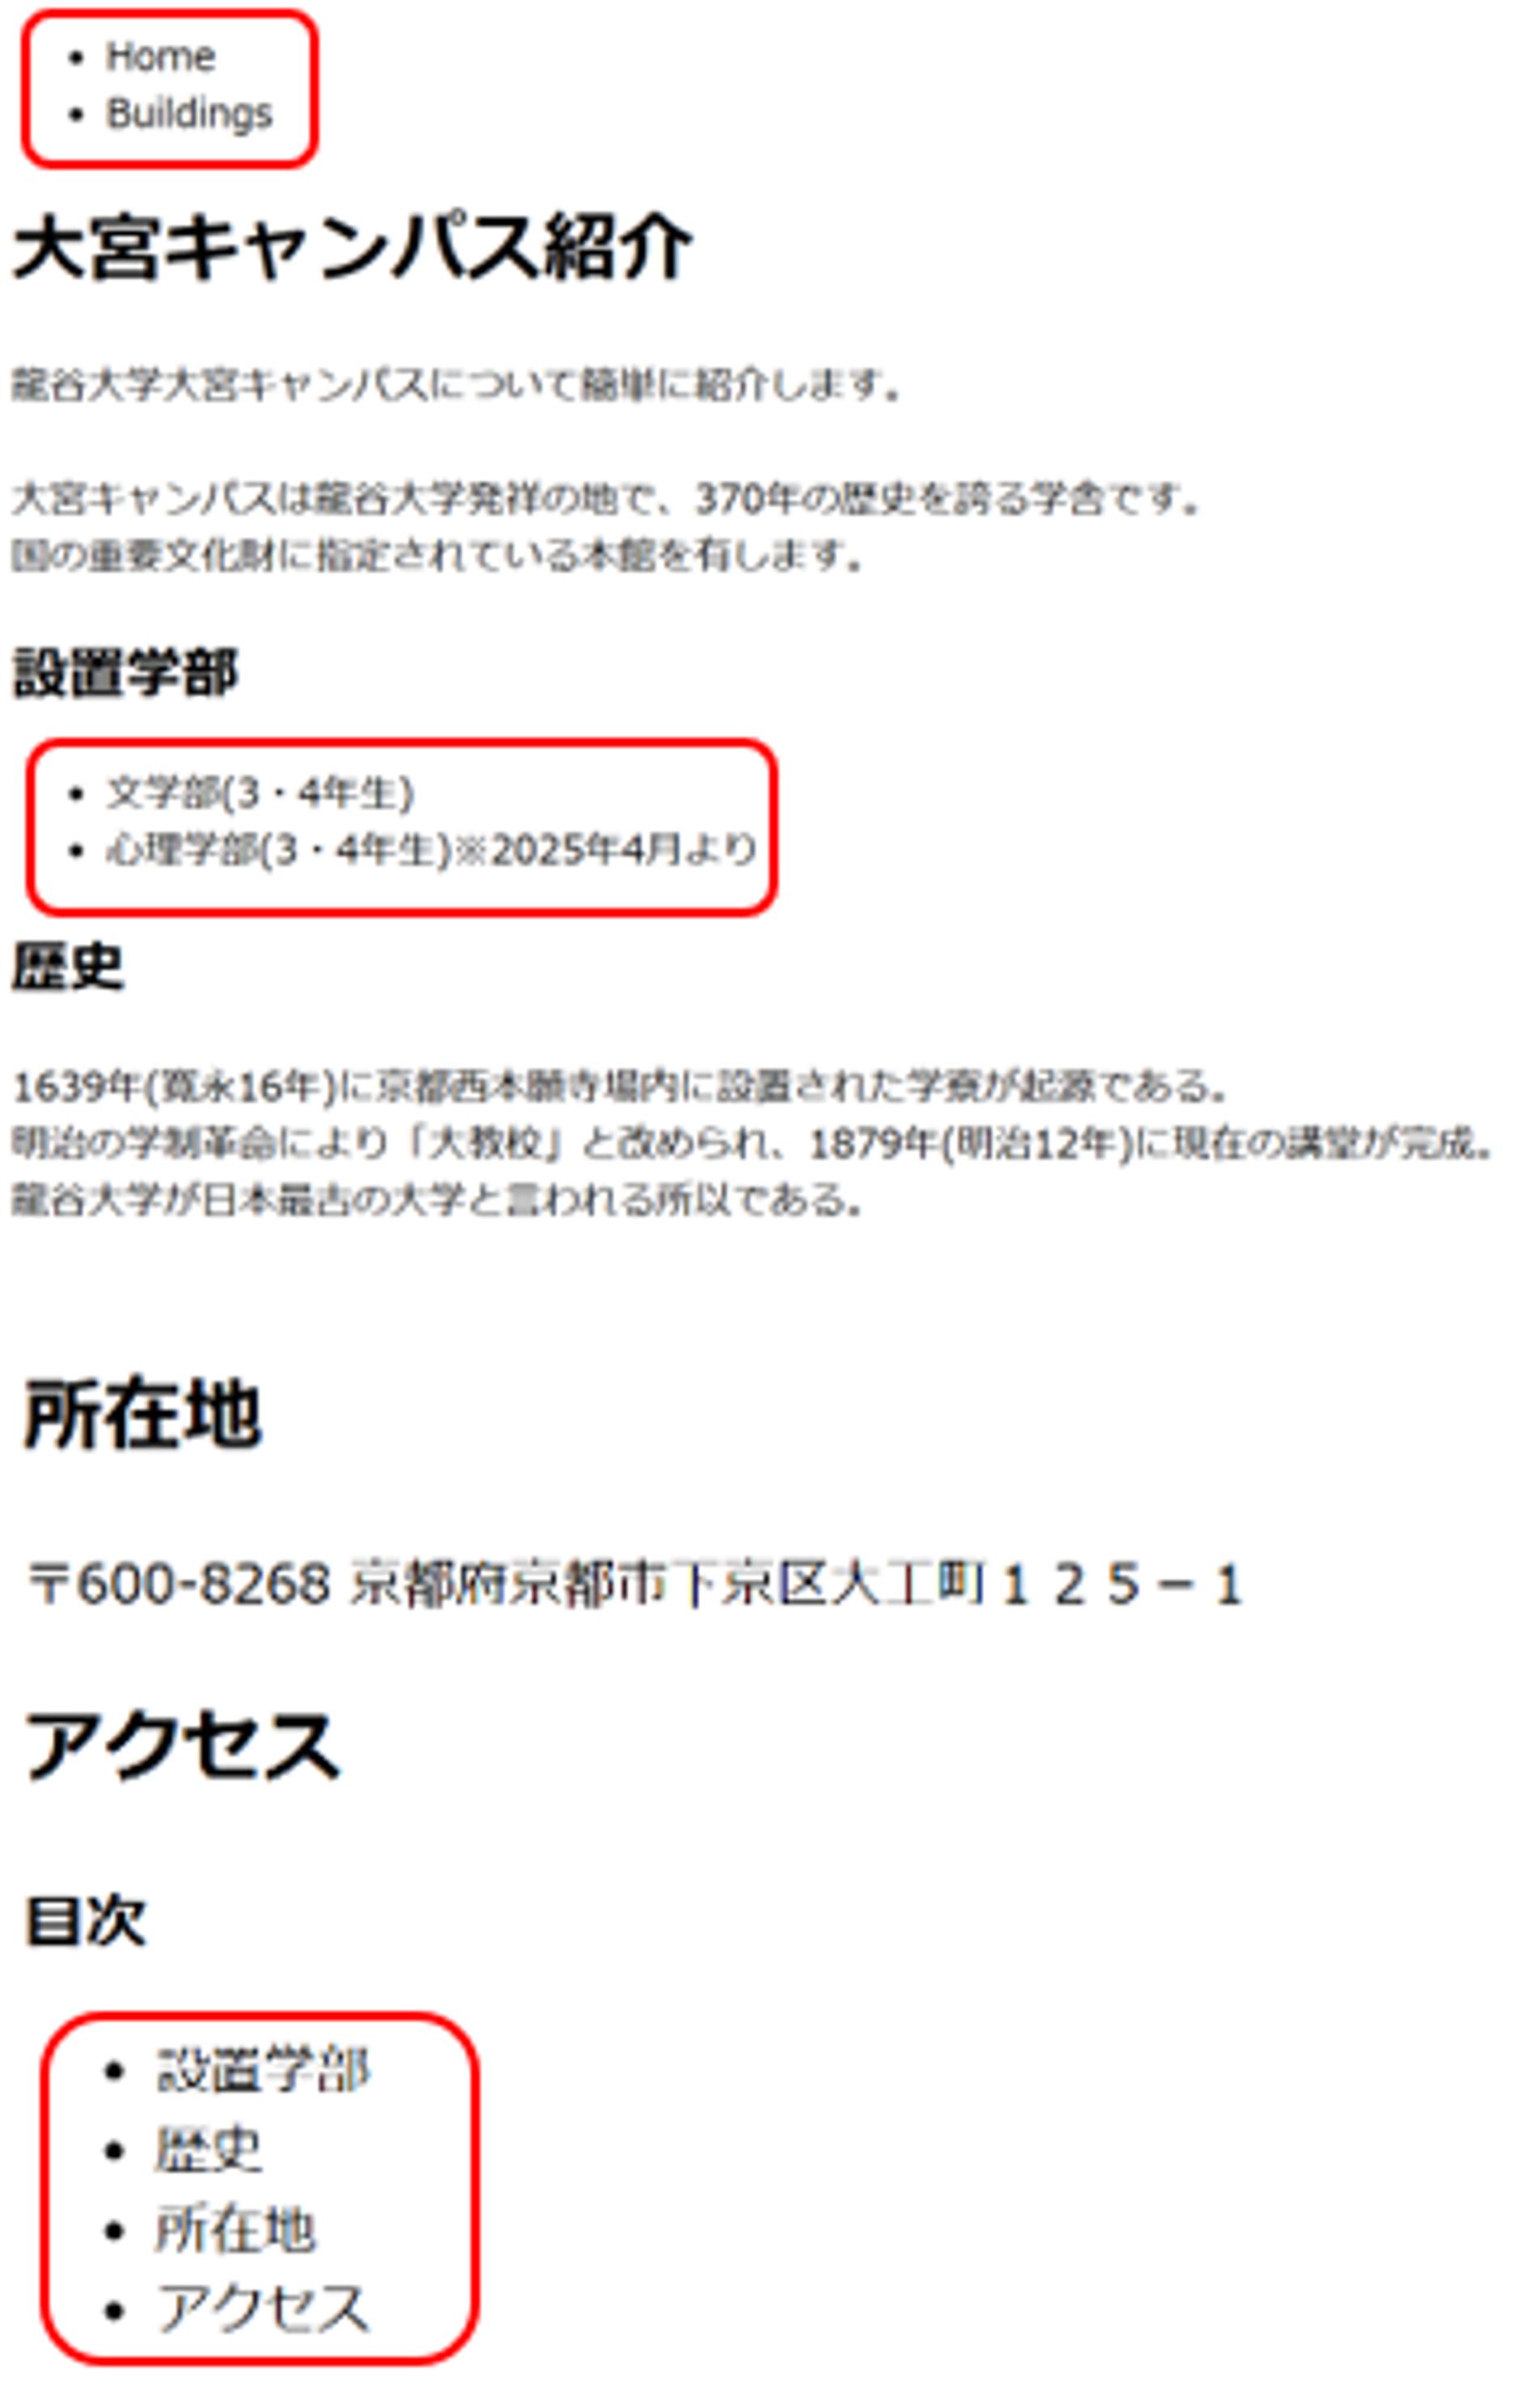 Home
Buildings
大宮キャンパス紹介
龍谷大学大宮キャンパスについて簡単に紹介します。
大宮キャンパスは龍谷大学発祥の地で、370年の歴史を誇る学舎です。
国の重要文化財に指定されている本館を有します。
設置学部
文学部(3・4年生)
心理学部(3・4年生)※2025年4月より
歴史
1639年(寛永16年)に京都西本願寺場内に設置された学寮が起源である。
明治の学制革命により「大教校」と改められ、1879年(明治12年)に現在の講堂が完成。
龍谷大学が日本最古の大学と言われる所以である。
所在地
〒600-8268 京都府京都市下京区大工町１２５−１
アクセス
目次
設置学部
歴史
所在地
アクセス